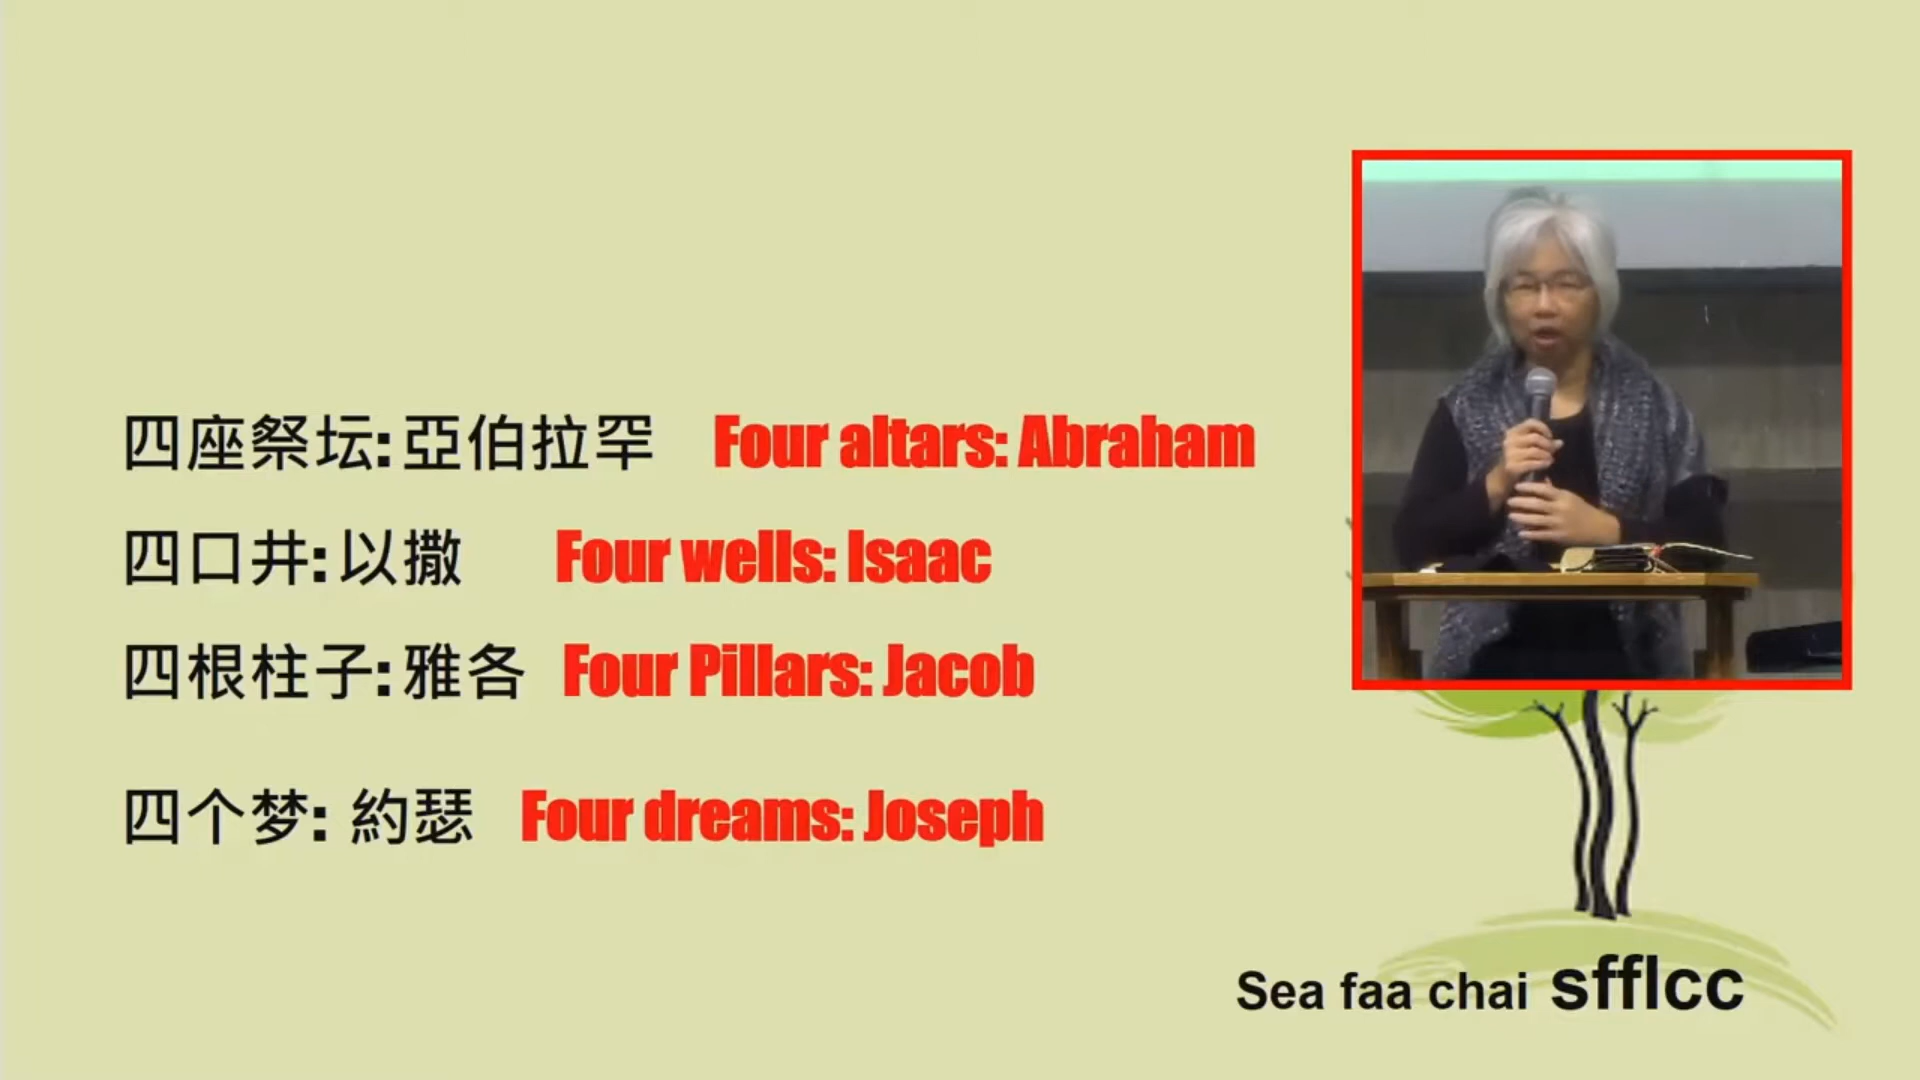 四座祭坛: 亞伯拉罕 Four altars: Abraham
四口井: 以撒 Four wells: Isaac
四根柱子: 雅各 Four Pillars: Jacob
四个梦: 約瑟 Four dreams: Joseph
Sea faa chai sfflcc